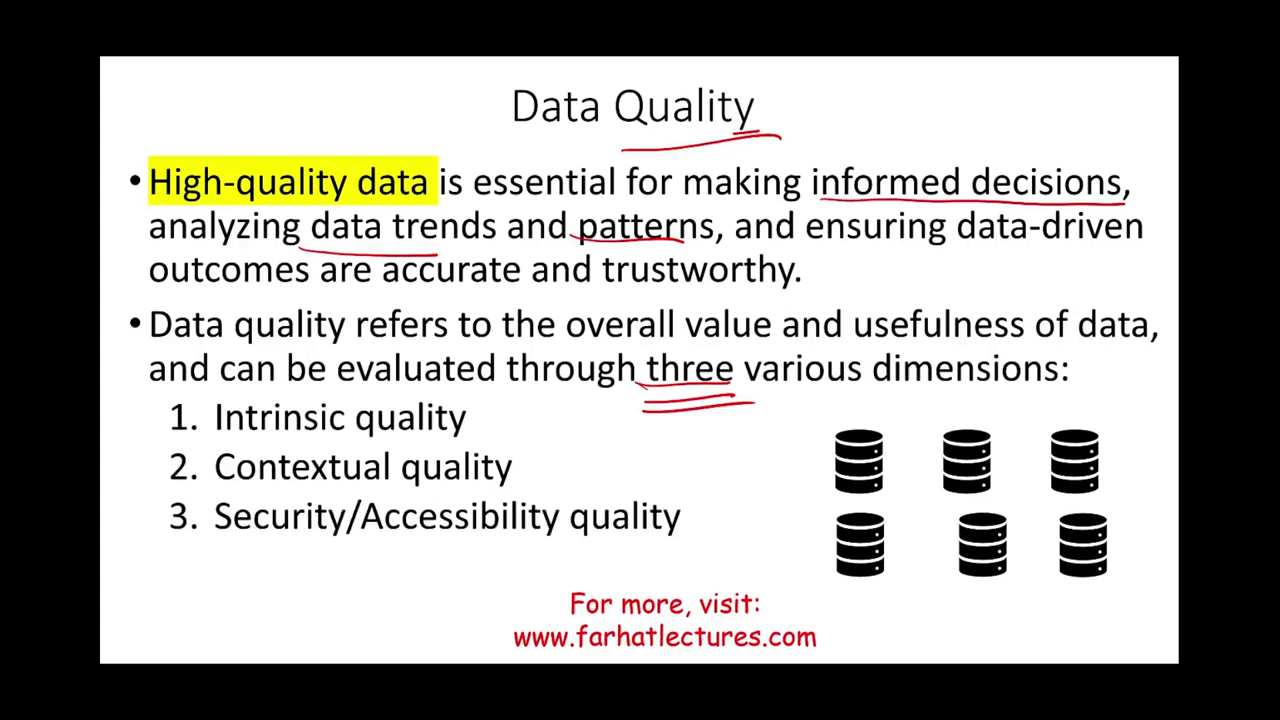 Data Quality
• High-quality data is essential for making informed decisions,
analyzing data trends and patterns, and ensuring data-driven
outcomes are accurate and trustworthy.
• Data quality refers to the overall value and usefulness of data,
and can be evaluated through three various dimensions:
1. Intrinsic quality
2. Contextual quality
3. Security/Accessibility quality
For more, visit:
www.farhatlectures.com